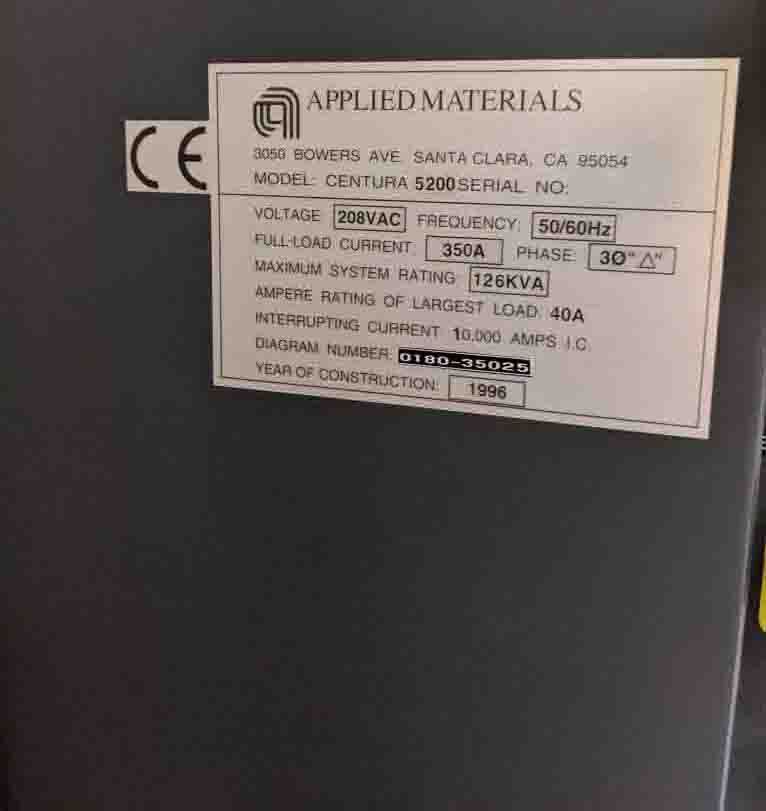 APPLIED MATERIALS
CE
3050 BOWERS AVE. SANTA CLARA, CA 95054
MODEL: CENTURA 5200 SERIAL NO:
VOLTAGE 208VAC FREQUENCY: 50/60Hz
FULL-LOAD CURRENT: 350A PHASE: 3Ø"△"
MAXIMUM SYSTEM RATING: 126KVA
AMPERE RATING OF LARGEST LOAD: 40A
INTERRUPTING CURRENT: 10,000 AMPS I.C.
DIAGRAM NUMBER: 0180-35025
YEAR OF CONSTRUCTION: 1996